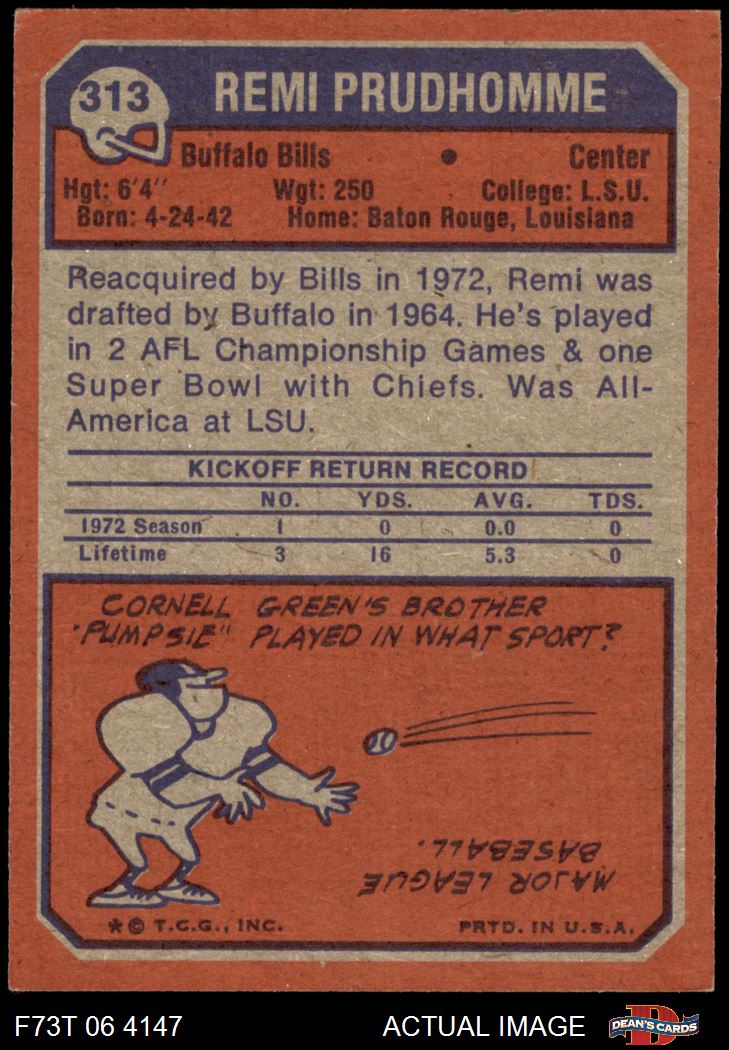 313
REMI PRUDHOMME
Buffalo Bills • Center
Hgt: 6'4" Wgt: 250 College: L.S.U.
Born: 4-24-42 Home: Baton Rouge, Louisiana
Reacquired by Bills in 1972, Remi was
drafted by Buffalo in 1964. He's played
in 2 AFL Championship Games & one
Super Bowl with Chiefs. Was All-
America at LSU.
KICKOFF RETURN RECORD
NO. YDS. AVG. TDS.
1972 Season 1 0 0.0 0
Lifetime 3 16 5.3 0
CORNELL GREEN'S BROTHER
"PUMPSIE" PLAYED IN WHAT SPORT?
MAJOR LEAGUE
BASEBALL.
* © T.C.G., INC. PRTD. IN U.S.A.
F73T 06 4147 ACTUAL IMAGE
D
DEAN'S CARDS